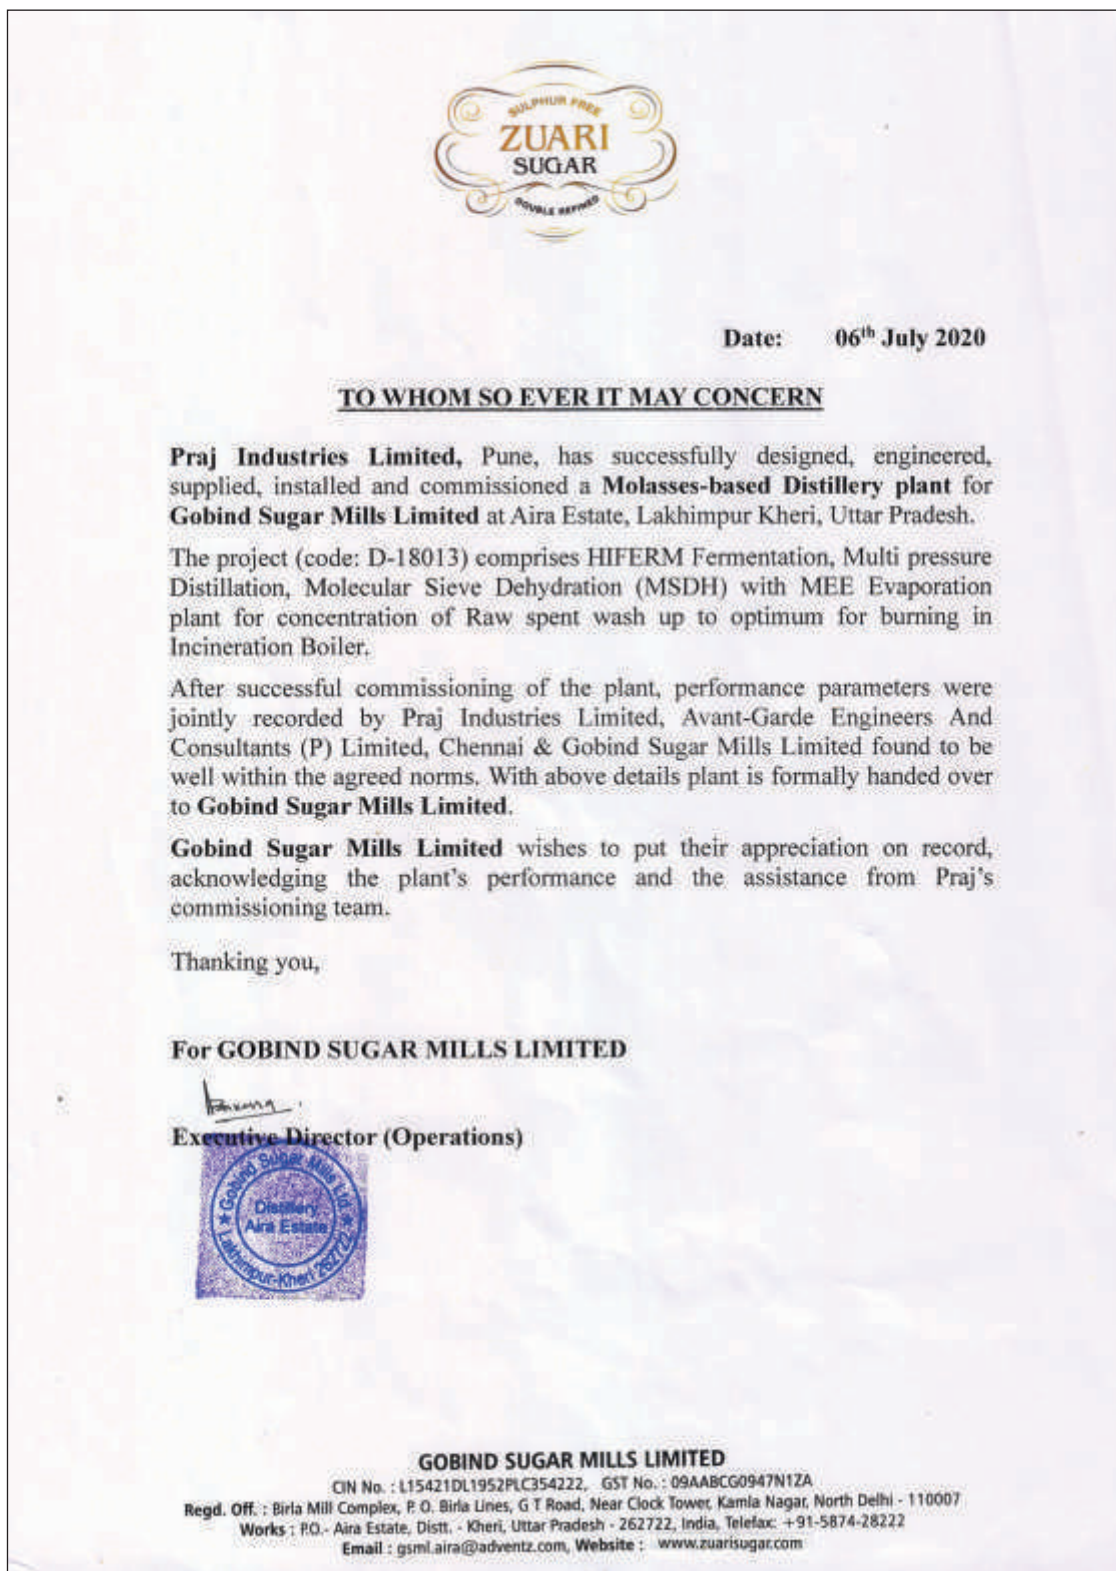 SULPHUR FREE
ZUARI
SUGAR
DOUBLE REFINED
Date: 06th July 2020
TO WHOM SO EVER IT MAY CONCERN
Praj Industries Limited, Pune, has successfully designed, engineered,
supplied, installed and commissioned a Molasses-based Distillery plant for
Gobind Sugar Mills Limited at Aira Estate, Lakhimpur Kheri, Uttar Pradesh.
The project (code: D-18013) comprises HIFERM Fermentation, Multi pressure
Distillation, Molecular Sieve Dehydration (MSDH) with MEE Evaporation
plant for concentration of Raw spent wash up to optimum for burning in
Incineration Boiler.
After successful commissioning of the plant, performance parameters were
jointly recorded by Praj Industries Limited, Avant-Garde Engineers And
Consultants (P) Limited, Chennai & Gobind Sugar Mills Limited found to be
well within the agreed norms. With above details plant is formally handed over
to Gobind Sugar Mills Limited.
Gobind Sugar Mills Limited wishes to put their appreciation on record,
acknowledging the plant's performance and the assistance from Praj's
commissioning team.
Thanking you,
For GOBIND SUGAR MILLS LIMITED
Executive Director (Operations)
★ Gobind Sugar Mills Ltd ★
Distillery
Aira Estate
Lakhimpur-Kheri 262722
GOBIND SUGAR MILLS LIMITED
CIN No. : L15421DL1952PLC354222, GST No. : 09AABCG0947N1ZA
Regd. Off. : Birla Mill Complex, P. O. Birla Lines, G T Road, Near Clock Tower, Kamla Nagar, North Delhi - 110007
Works : P.O.- Aira Estate, Distt. - Kheri, Uttar Pradesh - 262722, India, Telefax: +91-5874-28222
Email : gsml.aira@adventz.com, Website : www.zuarisugar.com